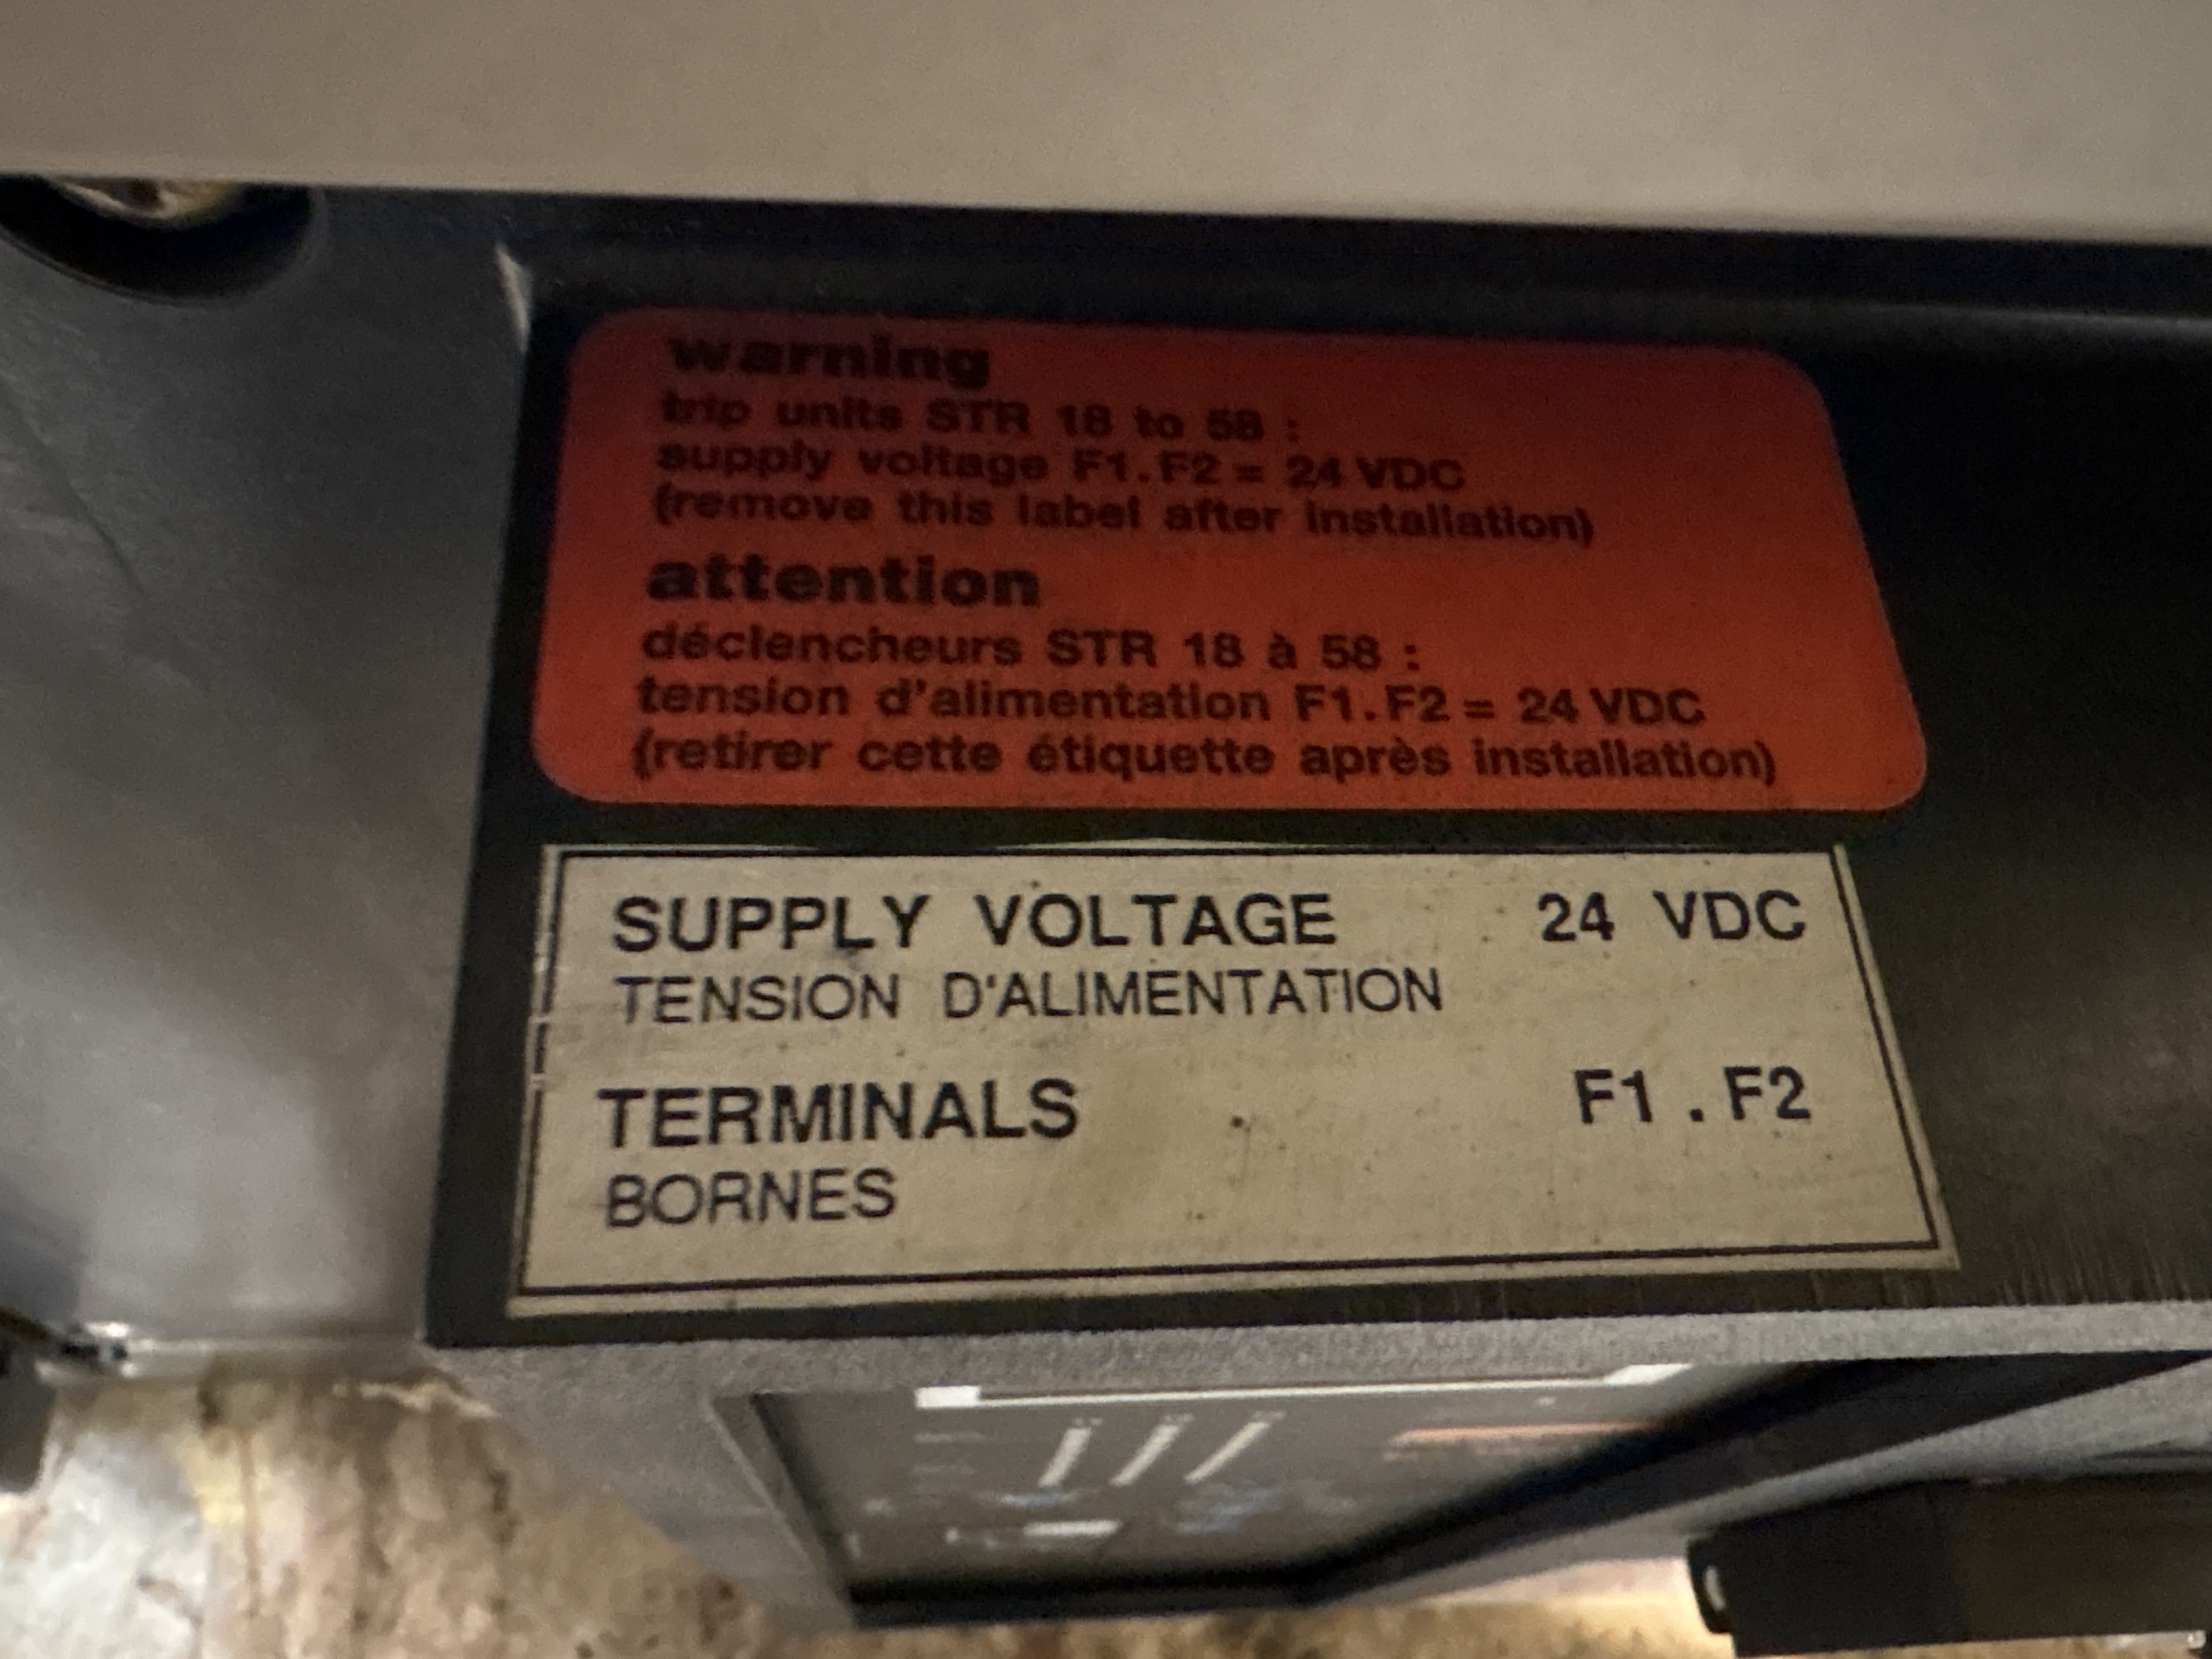 warning
trip units STR 18 to 58 :
supply voltage F1.F2 = 24 VDC
(remove this label after installation)
attention
déclencheurs STR 18 à 58 :
tension d'alimentation F1.F2 = 24 VDC
(retirer cette étiquette après installation)
SUPPLY VOLTAGE 24 VDC
TENSION D'ALIMENTATION
TERMINALS F1 . F2
BORNES